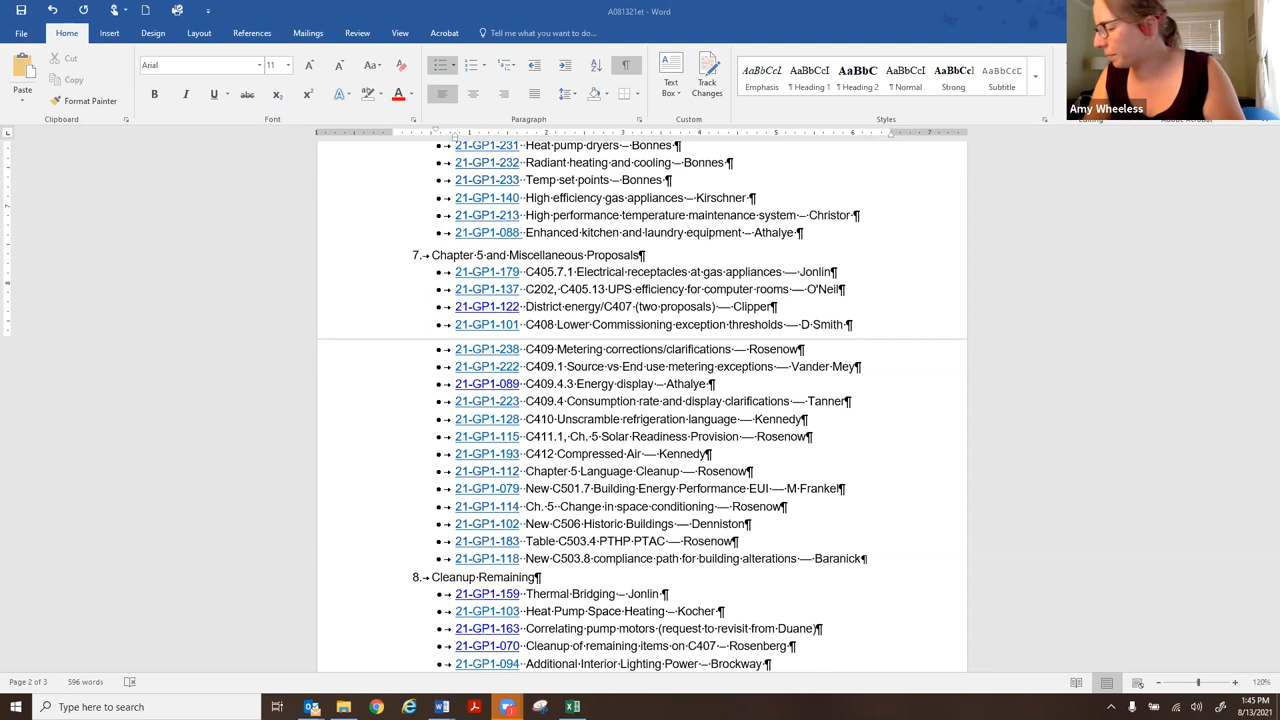 A081321et - Word
File Home Insert Design Layout References Mailings Review View Acrobat Tell me what you want to do...
Cut
Copy
Format Painter
Paste
Clipboard
Arial 11
Font
Paragraph
Text Box
Track Changes
Custom
AaBbCcI AaBbCcI AaBbC AaBbCcI AaBbCcI AaBbCcD
Emphasis ¶ Heading 1 ¶ Heading 2 ¶ Normal Strong Subtitle
Styles
Amy Wheeless
21-GP1-231 Heat pump dryers – Bonnes¶
21-GP1-232 Radiant heating and cooling – Bonnes¶
21-GP1-233 Temp set points – Bonnes¶
21-GP1-140 High efficiency gas appliances – Kirschner¶
21-GP1-213 High performance temperature maintenance system – Christor¶
21-GP1-088 Enhanced kitchen and laundry equipment – Athalye¶
7. Chapter 5 and Miscellaneous Proposals¶
21-GP1-179 C405.7.1 Electrical receptacles at gas appliances — Jonlin¶
21-GP1-137 C202, C405.13 UPS efficiency for computer rooms — O'Neil¶
21-GP1-122 District energy/C407 (two proposals) — Clipper¶
21-GP1-101 C408 Lower Commissioning exception thresholds — D Smith¶
21-GP1-238 C409 Metering corrections/clarifications — Rosenow¶
21-GP1-222 C409.1 Source vs End use metering exceptions — Vander Mey¶
21-GP1-089 C409.4.3 Energy display – Athalye¶
21-GP1-223 C409.4 Consumption rate and display clarifications — Tanner¶
21-GP1-128 C410 Unscramble refrigeration language — Kennedy¶
21-GP1-115 C411.1, Ch. 5 Solar Readiness Provision — Rosenow¶
21-GP1-193 C412 Compressed Air — Kennedy¶
21-GP1-112 Chapter 5 Language Cleanup — Rosenow¶
21-GP1-079 New C501.7 Building Energy Performance EUI — M Frankel¶
21-GP1-114 Ch. 5 Change in space conditioning — Rosenow¶
21-GP1-102 New C506 Historic Buildings — Denniston¶
21-GP1-183 Table C503.4 PTHP PTAC — Rosenow¶
21-GP1-118 New C503.8 compliance path for building alterations — Baranick¶
8. Cleanup Remaining¶
21-GP1-159 Thermal Bridging – Jonlin¶
21-GP1-103 Heat Pump Space Heating – Kocher¶
21-GP1-163 Correlating pump motors (request to revisit from Duane)¶
21-GP1-070 Cleanup of remaining items on C407 – Rosenberg¶
21-GP1-094 Additional Interior Lighting Power – Brockway¶
Page 2 of 3 596 words 120%
Type here to search
1:45 PM
8/13/2021